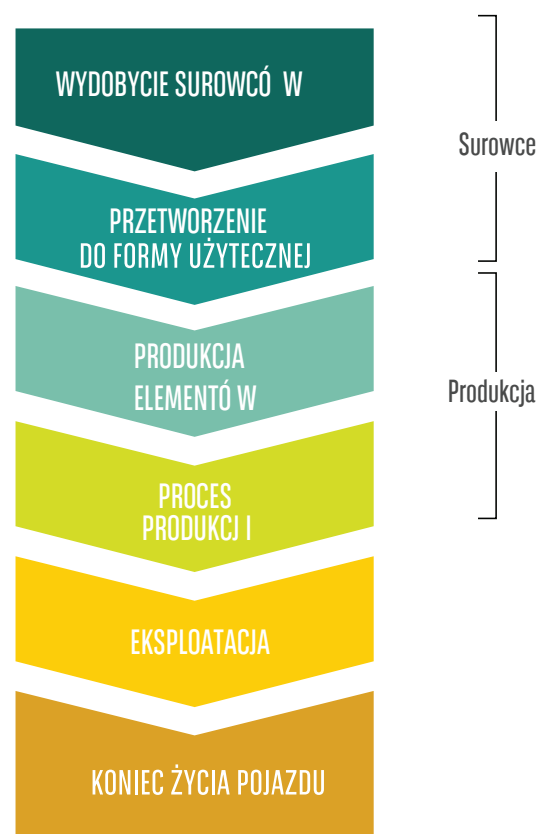 WYDOBYCIE SUROWCÓ W
Surowce
PRZETWORZENIE
DO FORMY UŻYTECZNEJ
PRODUKCJA
ELEMENTÓ W
Produkcja
PROCES
PRODUKCJ I
EKSPLOATACJA
KONIEC ŻYCIA POJAZDU